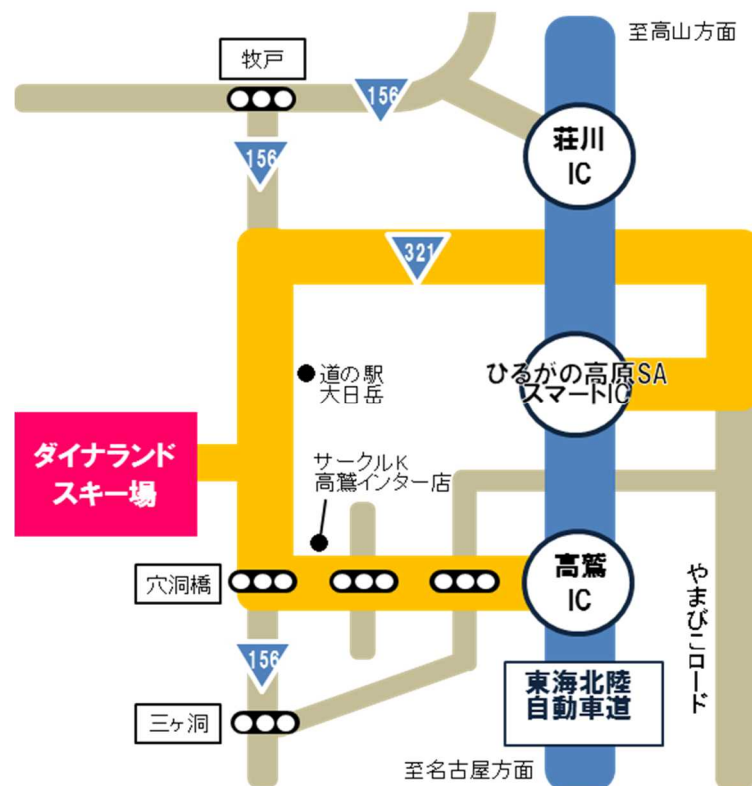 至高山方面
牧戸
156
荘川
IC
156
321
道の駅
大日岳
ひるがの高原SA
スマートIC
ダイナランド
スキー場
サークルK
高鷲インター店
穴洞橋
高鷲
IC
やまびこロード
156
東海北陸
自動車道
三ヶ洞
至名古屋方面